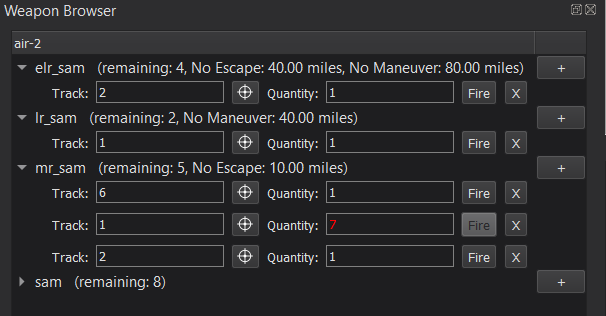 Weapon Browser
air-2
elr_sam (remaining: 4, No Escape: 40.00 miles, No Maneuver: 80.00 miles) +
Track: 2 Quantity: 1 Fire X
lr_sam (remaining: 2, No Maneuver: 40.00 miles) +
Track: 1 Quantity: 1 Fire X
mr_sam (remaining: 5, No Escape: 10.00 miles) +
Track: 6 Quantity: 1 Fire X
Track: 1 Quantity: 7 Fire X
Track: 2 Quantity: 1 Fire X
sam (remaining: 8) +